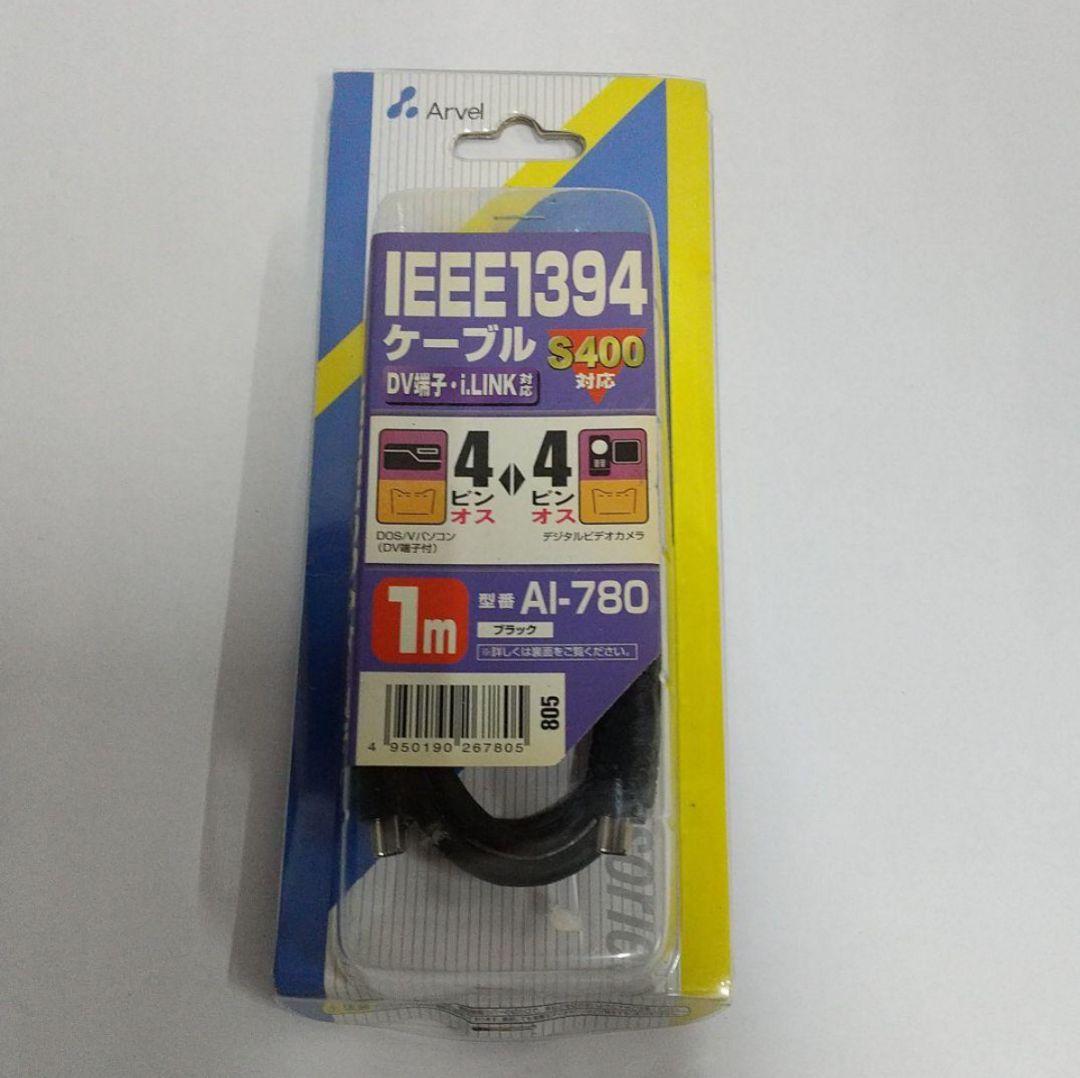 Arvel
IEEE1394
ケーブル
S400
対応
DV端子・i.LINK対応
4
ピン
オス
4
ピン
オス
DOS/Vパソコン
(DV端子付)
デジタルビデオカメラ
1m
型番 AI-780
ブラック
※詳しくは裏面をご覧ください。
805
4 950190 267805